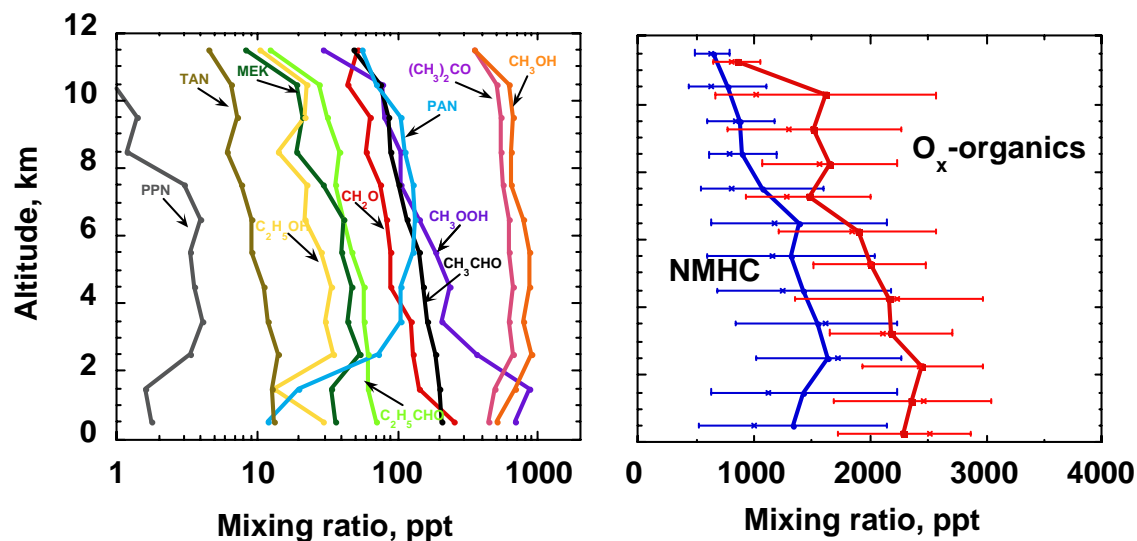 12
10
8
6
4
2
0
Altitude, km
TAN
MEK
(CH₃)₂CO
CH₃OH
PAN
PPN
C₂H₅OH
CH₂O
CH₃OOH
CH₃CHO
C₂H₅CHO
1 10 100 1000
Mixing ratio, ppt
Oₓ-organics
NMHC
0 1000 2000 3000 4000
Mixing ratio, ppt